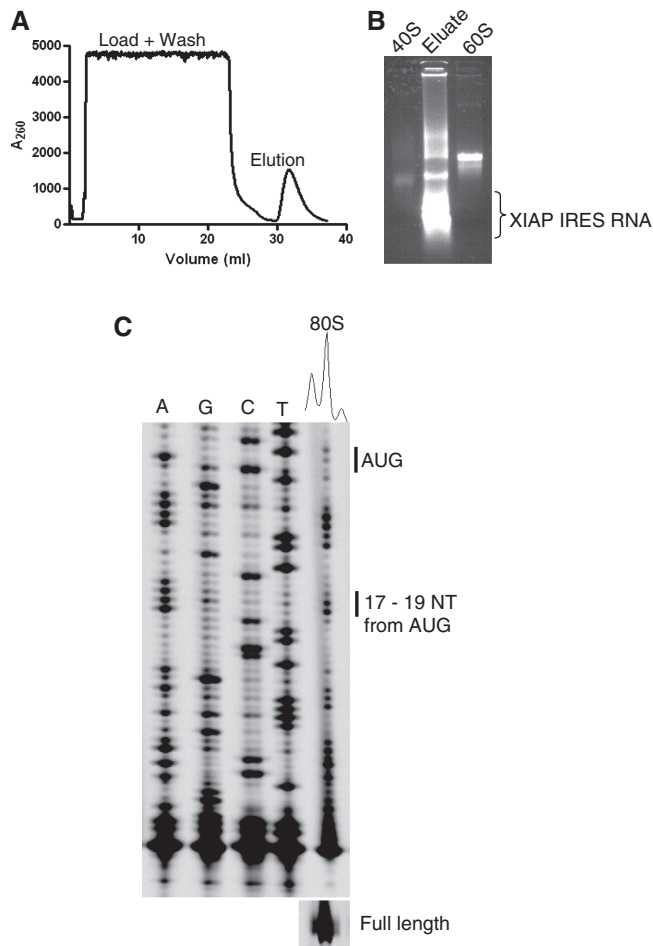 A
Load + Wash
Elution
A260
5000
4000
3000
2000
1000
0
10
20
30
40
Volume (ml)
B
40S
Eluate
60S
XIAP IRES RNA
C
80S
A
G
C
T
AUG
17 - 19 NT
from AUG
Full length